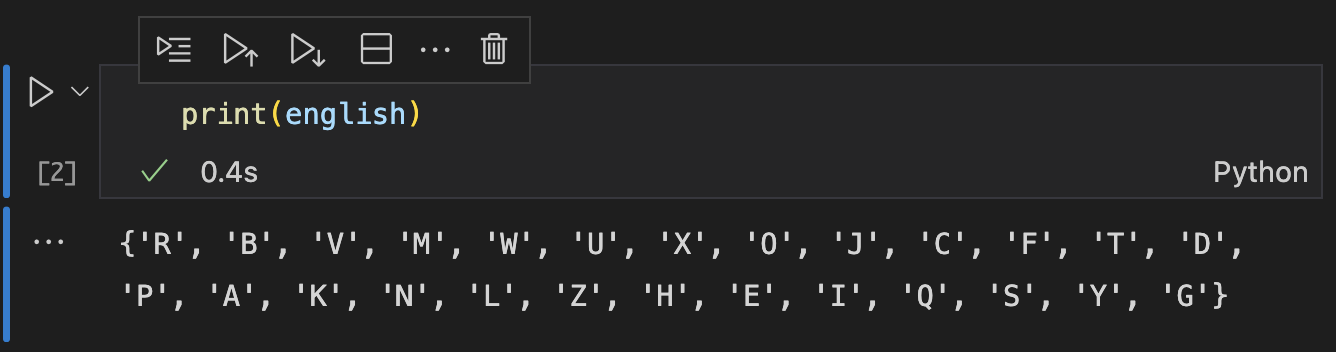 print(english)
[2]
0.4s
Python
{'R', 'B', 'V', 'M', 'W', 'U', 'X', 'O', 'J', 'C', 'F', 'T', 'D',
'P', 'A', 'K', 'N', 'L', 'Z', 'H', 'E', 'I', 'Q', 'S', 'Y', 'G'}